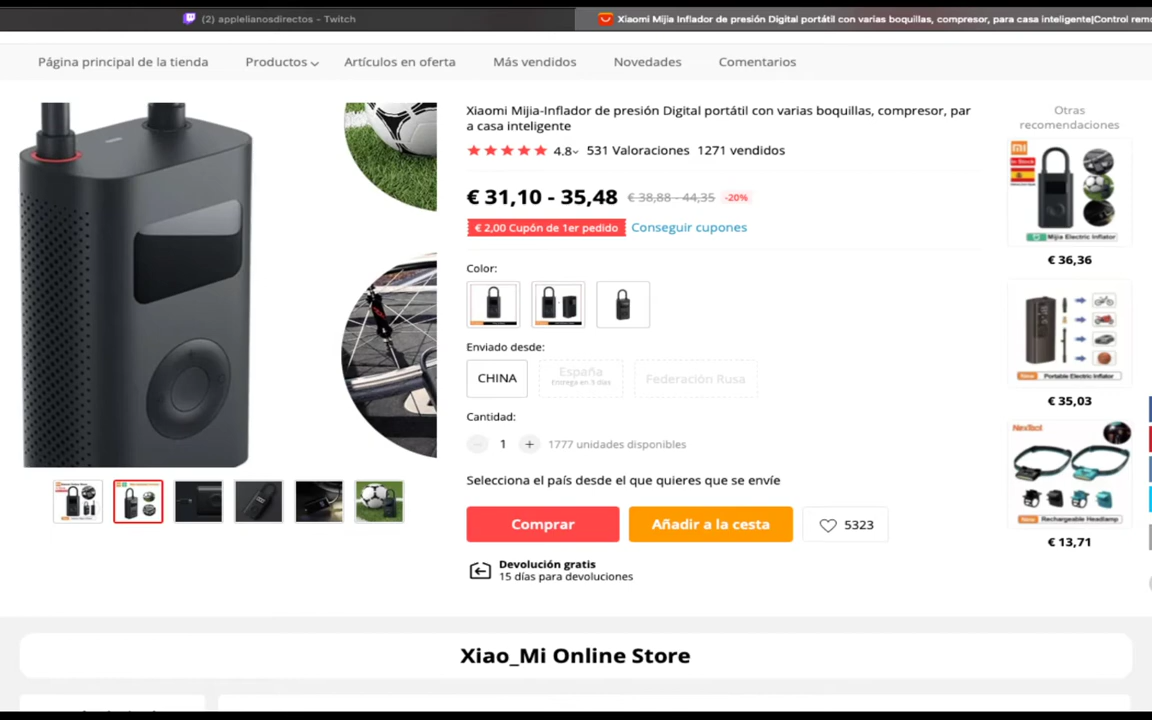 (2) applelianosdirectos - Twitch
Xiaomi Mijia Inflador de presión Digital portátil con varias boquillas, compresor, para casa inteligente|Control remo
Página principal de la tienda
Productos
Artículos en oferta
Más vendidos
Novedades
Comentarios
Xiaomi Mijia-Inflador de presión Digital portátil con varias boquillas, compresor, par
a casa inteligente
4.8
531 Valoraciones
1271 vendidos
€ 31,10 - 35,48
€ 38,88 - 44,35
-20%
€ 2,00 Cupón de 1er pedido
Conseguir cupones
Color:
Enviado desde:
CHINA
España
Entrega en 3 días
Federación Rusa
Cantidad:
1
+
1777 unidades disponibles
Selecciona el país desde el que quieres que se envíe
Comprar
Añadir a la cesta
5323
Devolución gratis
15 días para devoluciones
Otras
recomendaciones
Mijia Electric Inflator
€ 36,36
New
Portable Electric Inflator
€ 35,03
NexTool
New
Rechargeable Headlamp
€ 13,71
Xiao_Mi Online Store